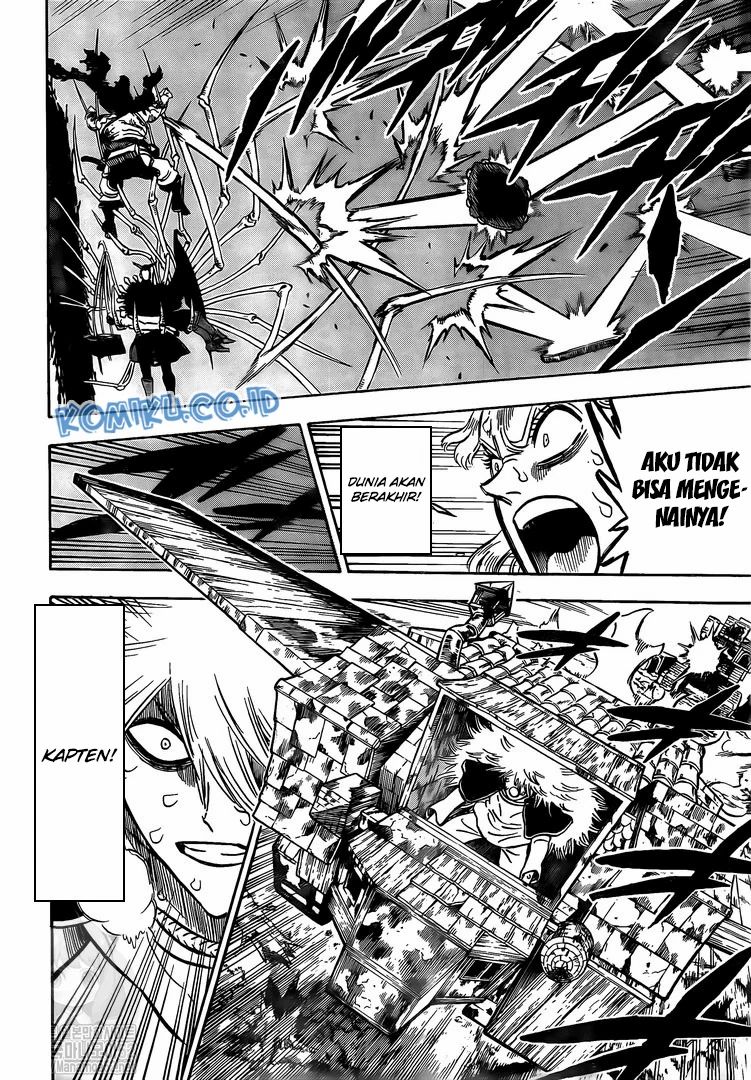 KOMIKU.CO.ID
AKU TIDAK
BISA MENGE-
NAINYA!
DUNIA AKAN
BERAKHIR!
KAPTEN!